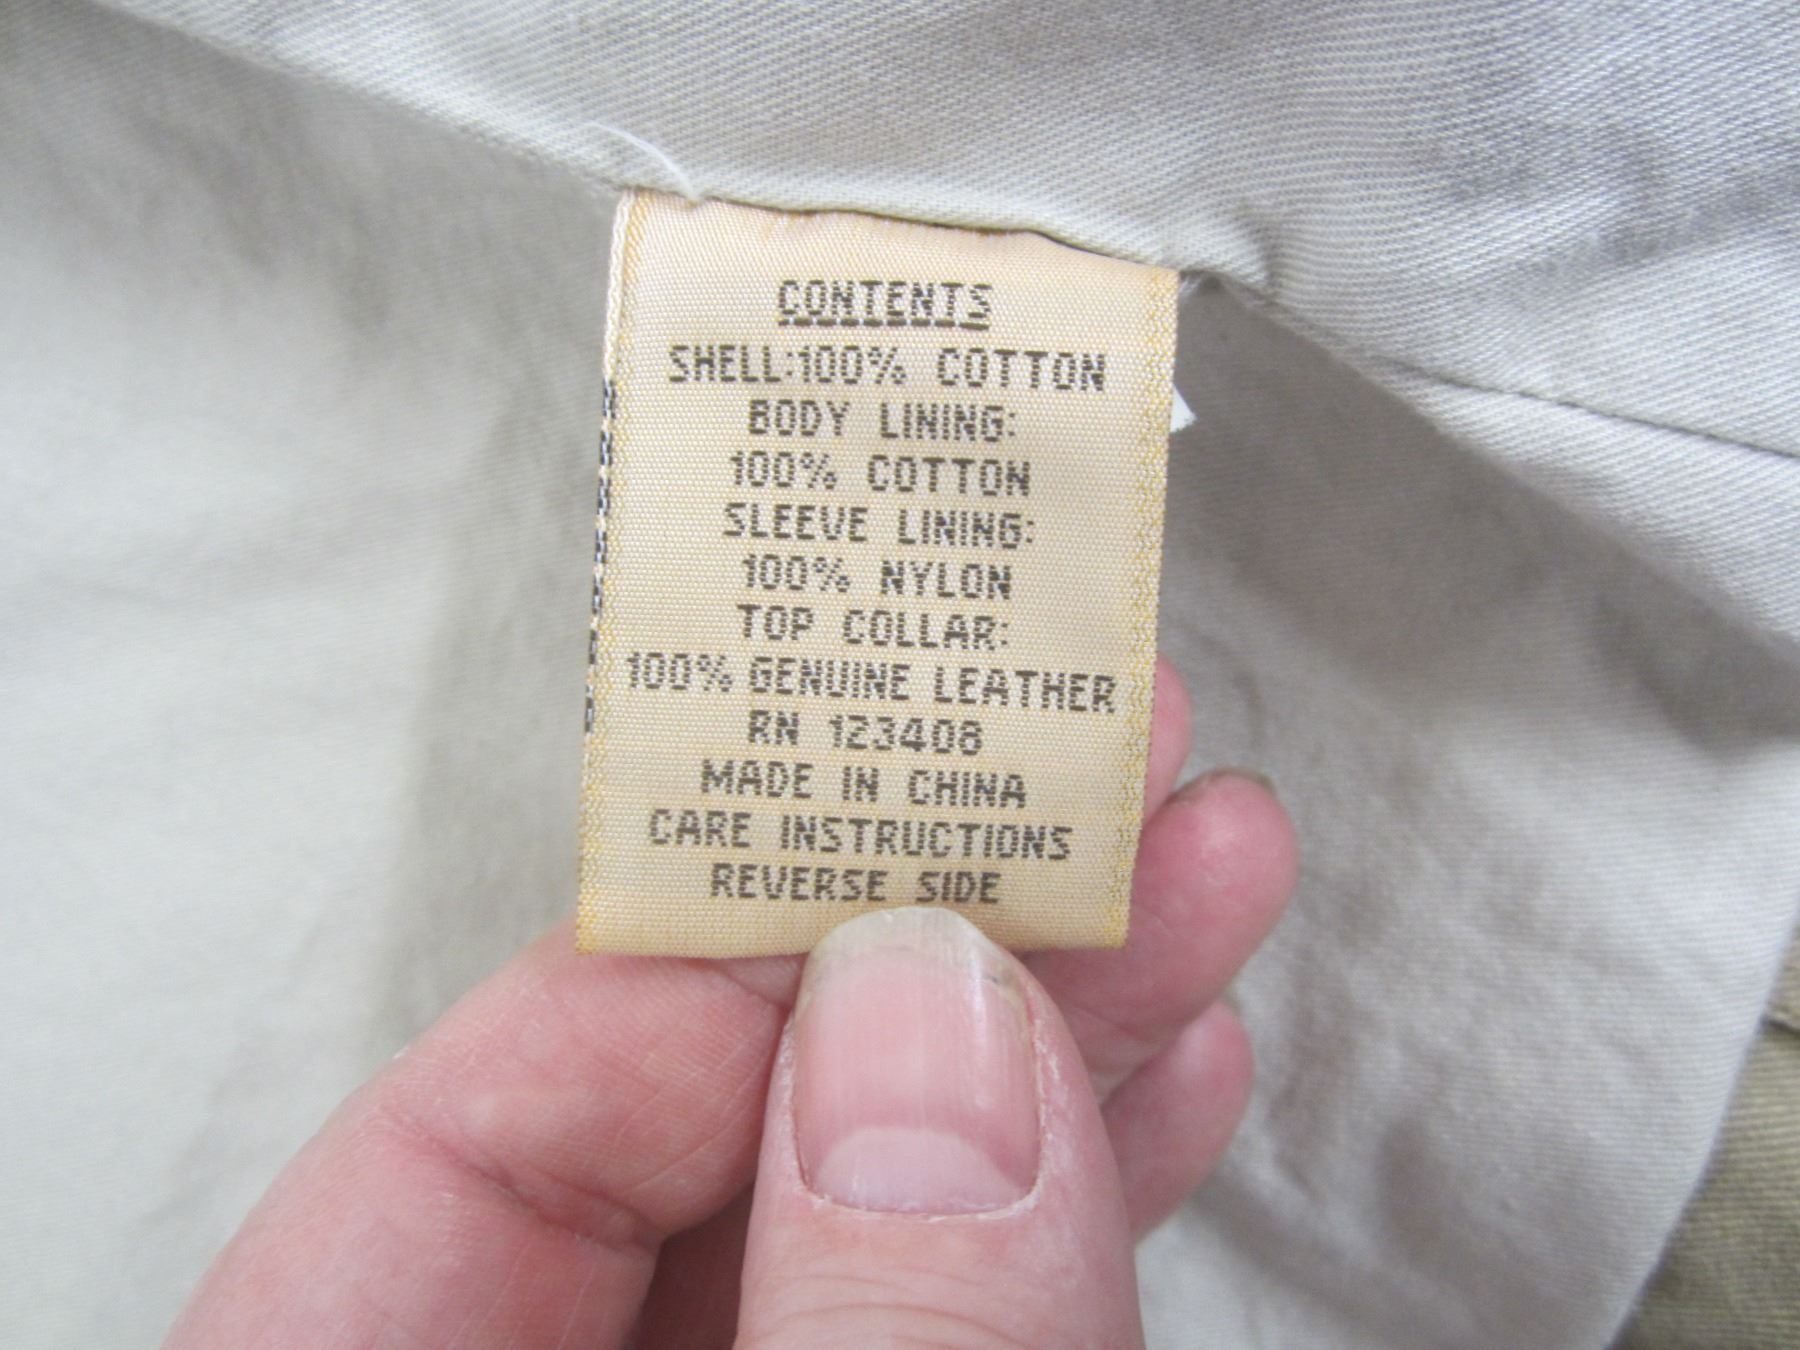 CONTENTS
SHELL:100% COTTON
BODY LINING:
100% COTTON
SLEEVE LINING:
100% NYLON
TOP COLLAR:
100% GENUINE LEATHER
RN 123408
MADE IN CHINA
CARE INSTRUCTIONS
REVERSE SIDE